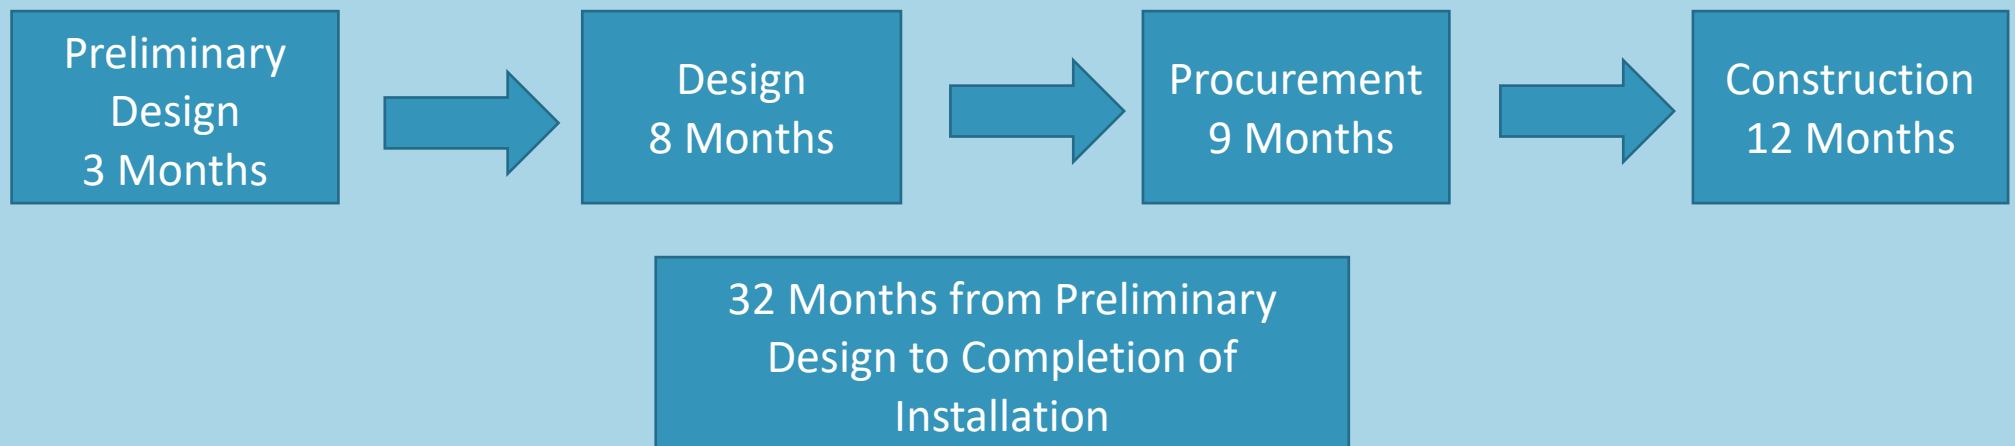 Preliminary
Design
3 Months
Design
8 Months
Procurement
9 Months
Construction
12 Months
32 Months from Preliminary
Design to Completion of
Installation